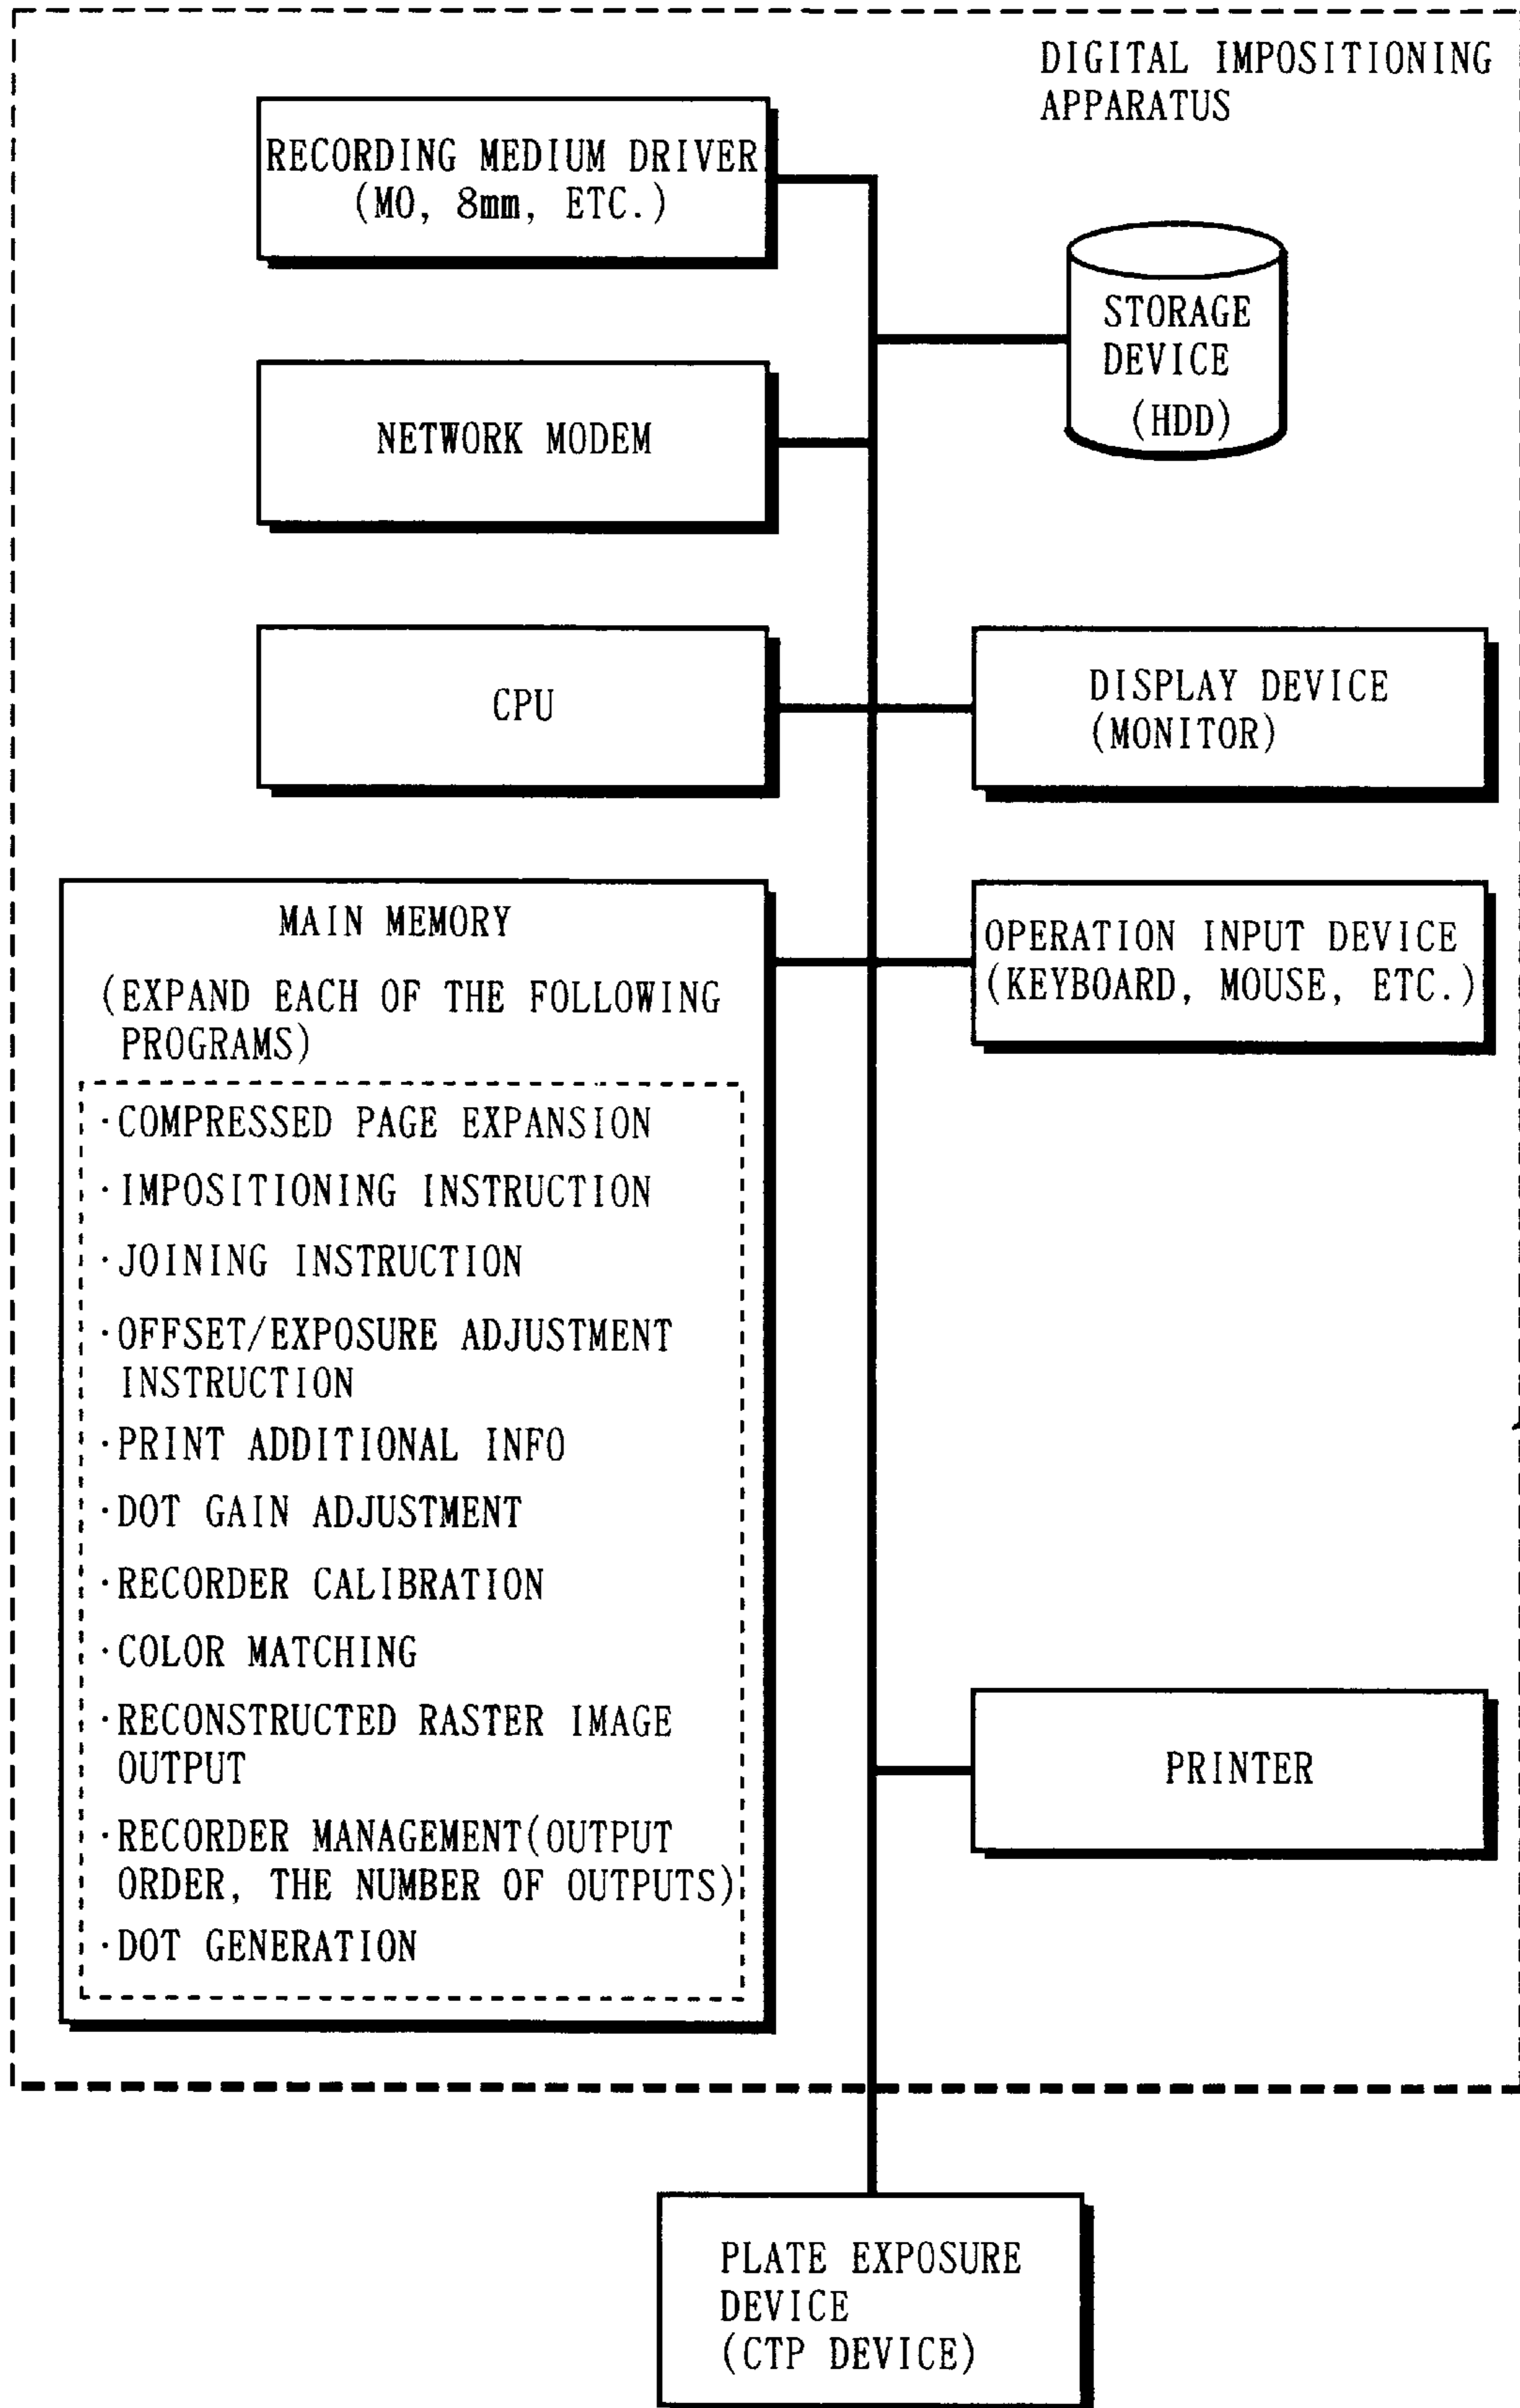 DIGITAL IMPOSITIONING
APPARATUS
RECORDING MEDIUM DRIVER
(MO, 8mm, ETC.)
STORAGE
DEVICE
(HDD)
NETWORK MODEM
CPU
DISPLAY DEVICE
(MONITOR)
MAIN MEMORY
(EXPAND EACH OF THE FOLLOWING
PROGRAMS)
·COMPRESSED PAGE EXPANSION
·IMPOSITIONING INSTRUCTION
·JOINING INSTRUCTION
·OFFSET/EXPOSURE ADJUSTMENT
INSTRUCTION
·PRINT ADDITIONAL INFO
·DOT GAIN ADJUSTMENT
·RECORDER CALIBRATION
·COLOR MATCHING
·RECONSTRUCTED RASTER IMAGE
OUTPUT
·RECORDER MANAGEMENT(OUTPUT
ORDER, THE NUMBER OF OUTPUTS)
·DOT GENERATION
OPERATION INPUT DEVICE
(KEYBOARD, MOUSE, ETC.)
PRINTER
PLATE EXPOSURE
DEVICE
(CTP DEVICE)